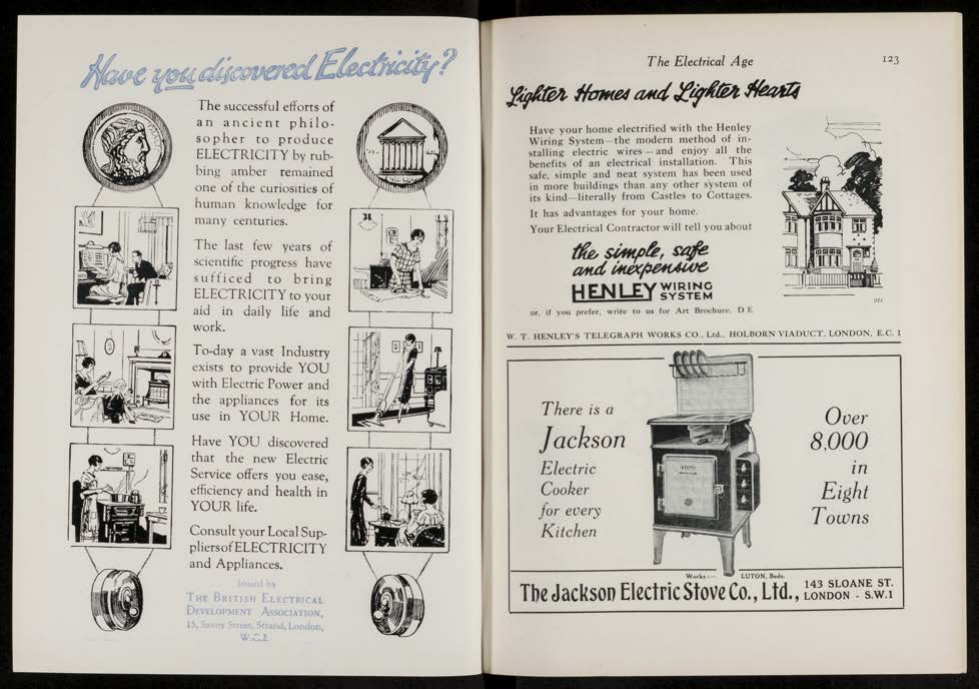 Have you discovered Electricity?
The successful efforts of
an ancient philo-
sopher to produce
ELECTRICITY by rub-
bing amber remained
one of the curiosities of
human knowledge for
many centuries.
The last few years of
scientific progress have
sufficed to bring
ELECTRICITY to your
aid in daily life and
work.
To-day a vast Industry
exists to provide YOU
with Electric Power and
the appliances for its
use in YOUR Home.
Have YOU discovered
that the new Electric
Service offers you ease,
efficiency and health in
YOUR life.
Consult your Local Sup-
pliers of ELECTRICITY
and Appliances.
Issued by
THE BRITISH ELECTRICAL
DEVELOPMENT ASSOCIATION,
15, Savoy Street, Strand, London,
W.C.2.
The Electrical Age
123
Lighter Homes and Lighter Hearts
Have your home electrified with the Henley
Wiring System—the modern method of in-
stalling electric wires—and enjoy all the
benefits of an electrical installation. This
safe, simple and neat system has been used
in more buildings than any other system of
its kind—literally from Castles to Cottages.
It has advantages for your home.
Your Electrical Contractor will tell you about
the simple, safe
and inexpensive
HENLEY WIRING
SYSTEM
or, if you prefer, write to us for Art Brochure, D E
W. T. HENLEY'S TELEGRAPH WORKS CO., Ltd., HOLBORN VIADUCT, LONDON, E.C. 1
There is a
Jackson
Electric
Cooker
for every
Kitchen
Over
8,000
in
Eight
Towns
Works:— LUTON, Beds.
The Jackson Electric Stove Co., Ltd., 143 SLOANE ST.
LONDON - S.W.1